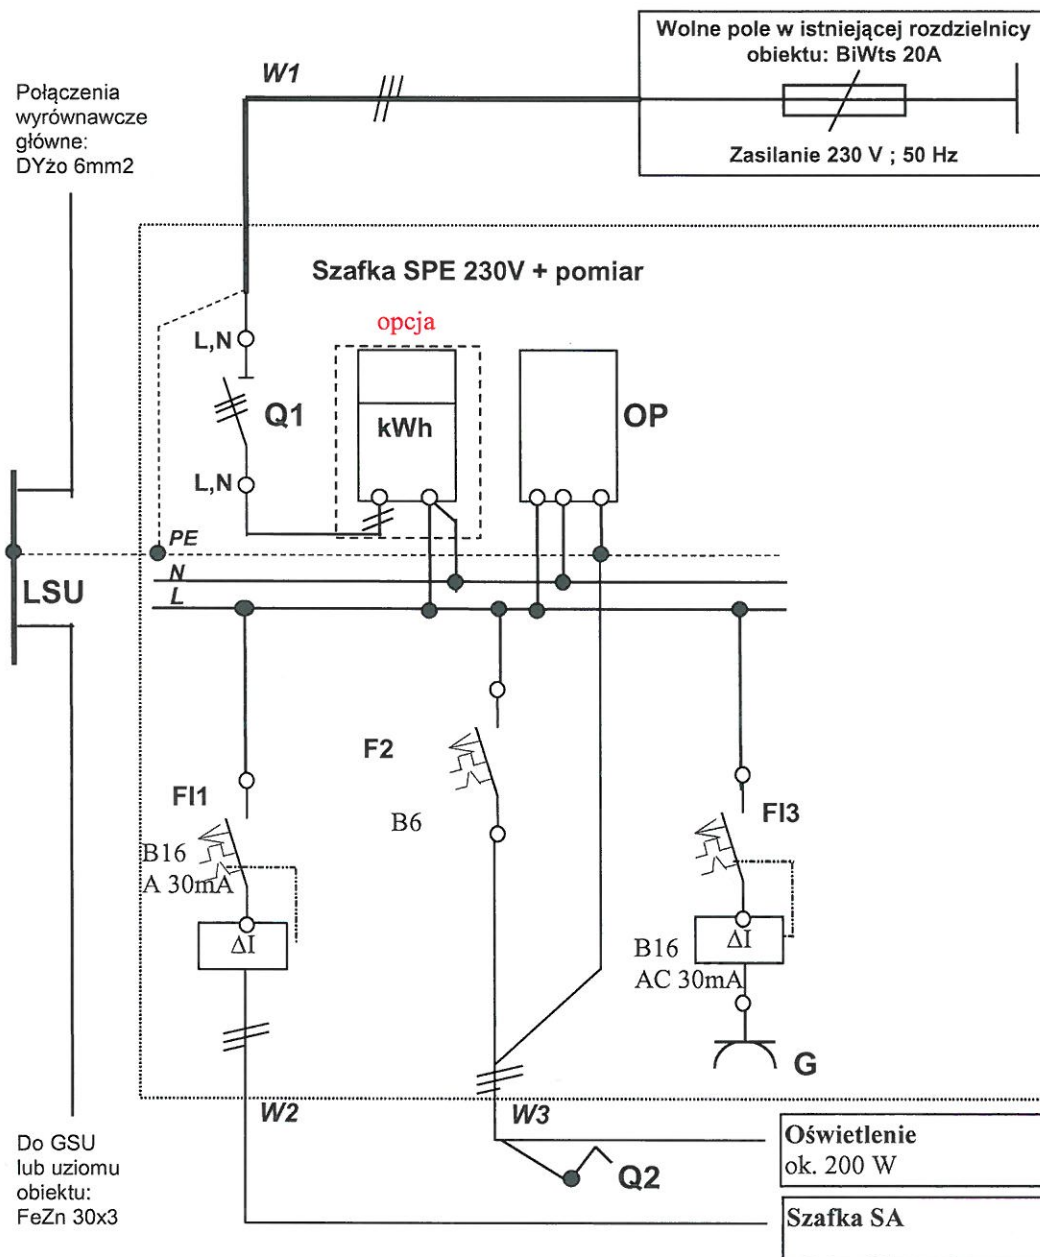 Wolne pole w istniejącej rozdzielnicy
obiektu: BiWts 20A
Zasilanie 230 V ; 50 Hz
W1
Połączenia
wyrównawcze
główne:
DYżo 6mm2
Szafka SPE 230V + pomiar
opcja
L,N
Q1
kWh
OP
L,N
PE
N
L
LSU
F2
B6
FI1
B16
A 30mA
ΔI
FI3
B16
AC 30mA
ΔI
G
W2
W3
Q2
Do GSU
lub uziomu
obiektu:
FeZn 30x3
Oświetlenie
ok. 200 W
Szafka SA